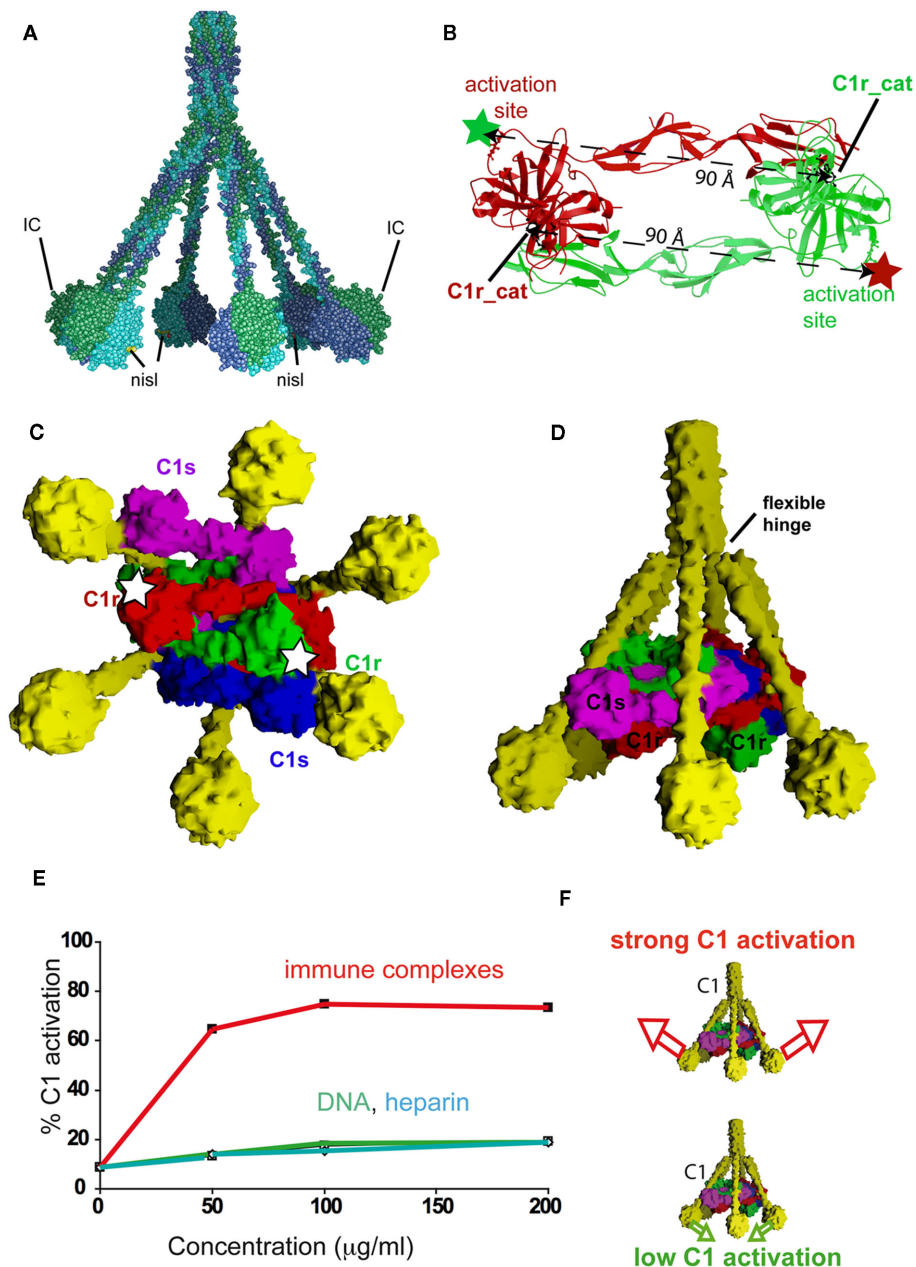 A
IC
IC
nisl
nisl
B
activation
site
C1r_cat
90 Å
90 Å
C1r_cat
activation
site
C
C1s
C1r
C1r
C1s
D
flexible
hinge
C1s
C1r
C1r
E
% C1 activation
100
80
60
40
20
0
immune complexes
DNA, heparin
0
50
100
150
200
Concentration (μg/ml)
F
strong C1 activation
C1
C1
low C1 activation